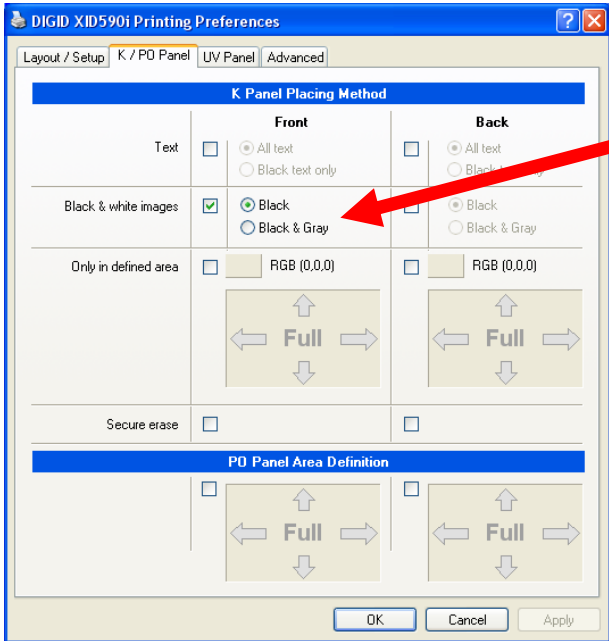 DIGID XID590i Printing Preferences
Layout / Setup K / PO Panel UV Panel Advanced
K Panel Placing Method
Front Back
Text All text All text
Black text only Black
Black & white images Black Black
Black & Gray Black & Gray
Only in defined area RGB (0,0,0) RGB (0,0,0)
Full Full
Secure erase
PO Panel Area Definition
Full Full
OK Cancel Apply